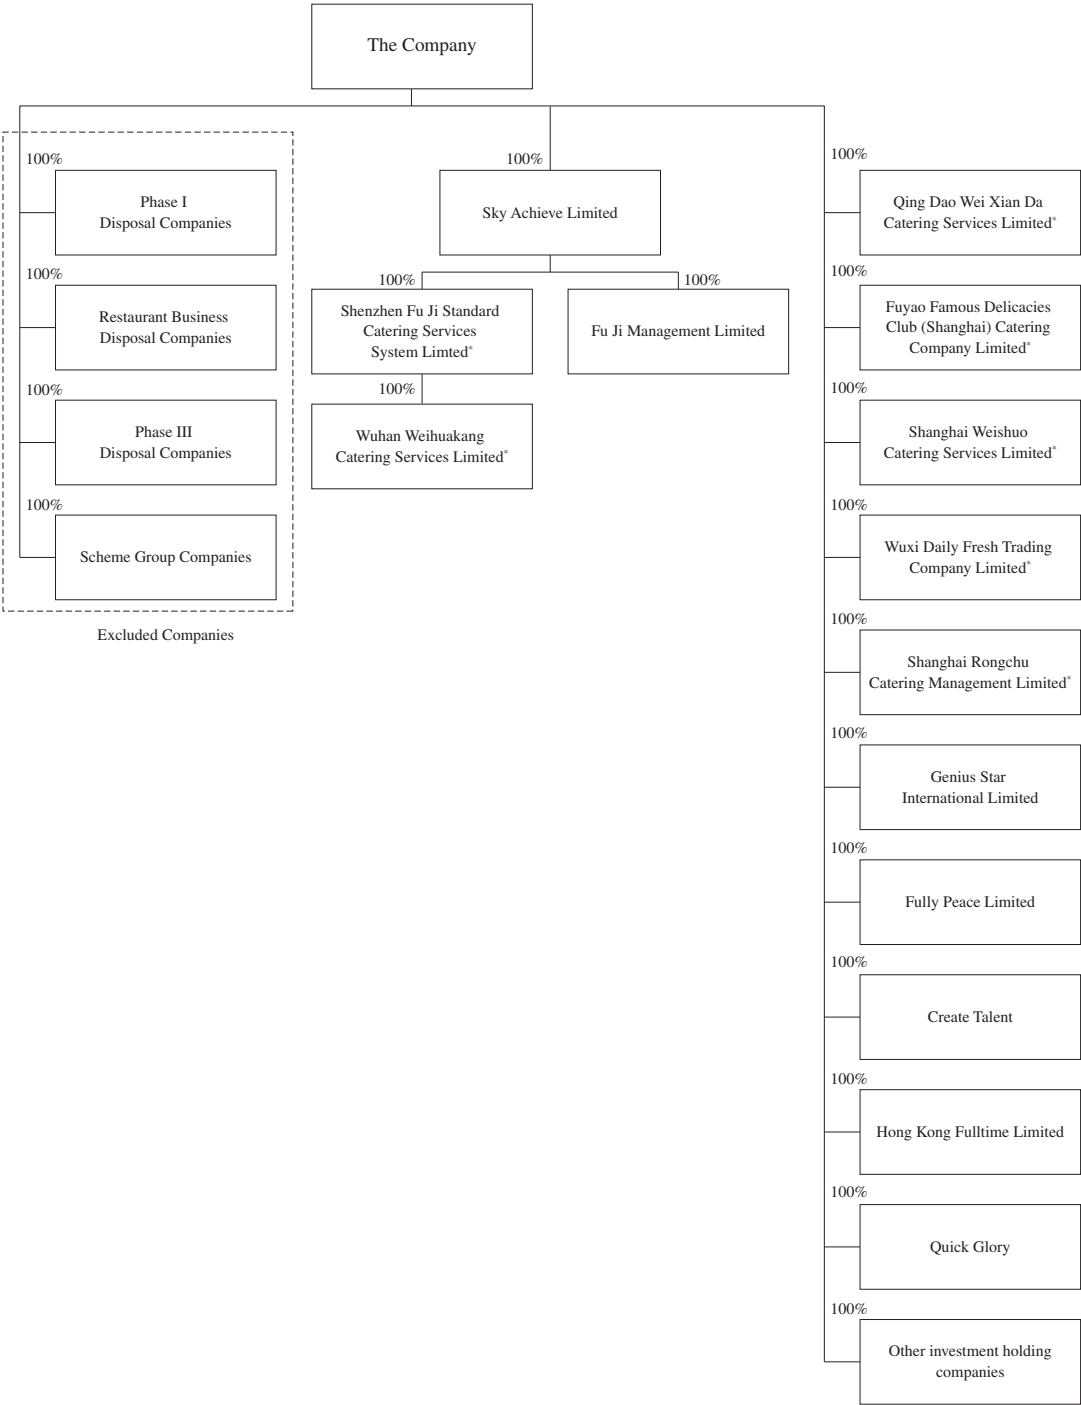 The Company
100%
Phase I
Disposal Companies
100%
Restaurant Business
Disposal Companies
100%
Phase III
Disposal Companies
100%
Scheme Group Companies
Excluded Companies
100%
Sky Achieve Limited
100%
Shenzhen Fu Ji Standard
Catering Services
System Limted*
100%
Fu Ji Management Limited
100%
Wuhan Weihuakang
Catering Services Limited*
100%
Qing Dao Wei Xian Da
Catering Services Limited*
100%
Fuyao Famous Delicacies
Club (Shanghai) Catering
Company Limited*
100%
Shanghai Weishuo
Catering Services Limited*
100%
Wuxi Daily Fresh Trading
Company Limited*
100%
Shanghai Rongchu
Catering Management Limited*
100%
Genius Star
International Limited
100%
Fully Peace Limited
100%
Create Talent
100%
Hong Kong Fulltime Limited
100%
Quick Glory
100%
Other investment holding
companies